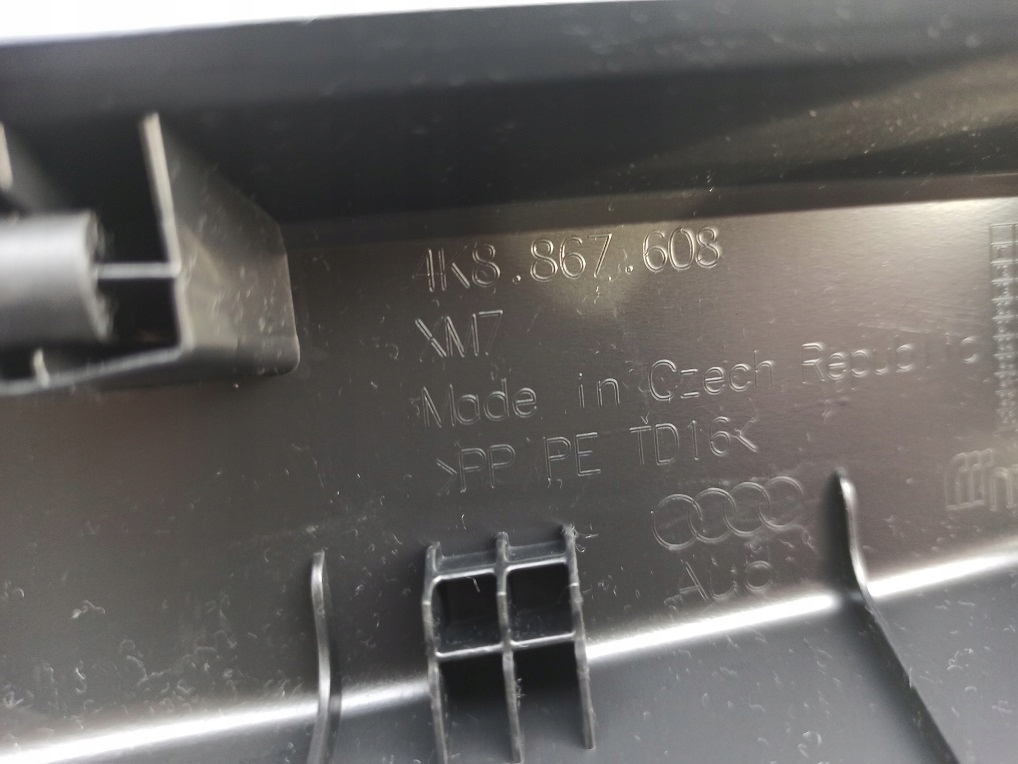 4K8.867.608
XM7
Made in Czech Republic
>PP PE TD16<
AUDI